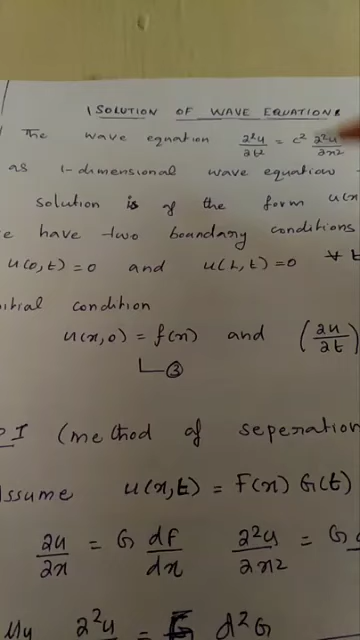 SOLUTION OF WAVE EQUATION
The wave equation ∂²u/∂t² = c² ∂²u/∂x²
as 1-dimensional wave equation
solution is of the form u(x
have two boundary conditions
u(0,t) = 0 and u(L,t) = 0 ∀ t
itial condition
u(x,0) = f(x) and (∂u/∂t)
③
I (method of seperation
Assume u(x,t) = F(x) G(t)
∂u/∂x = G dF/dx ∂²u/∂x² = G
lly ∂²u = F d²G